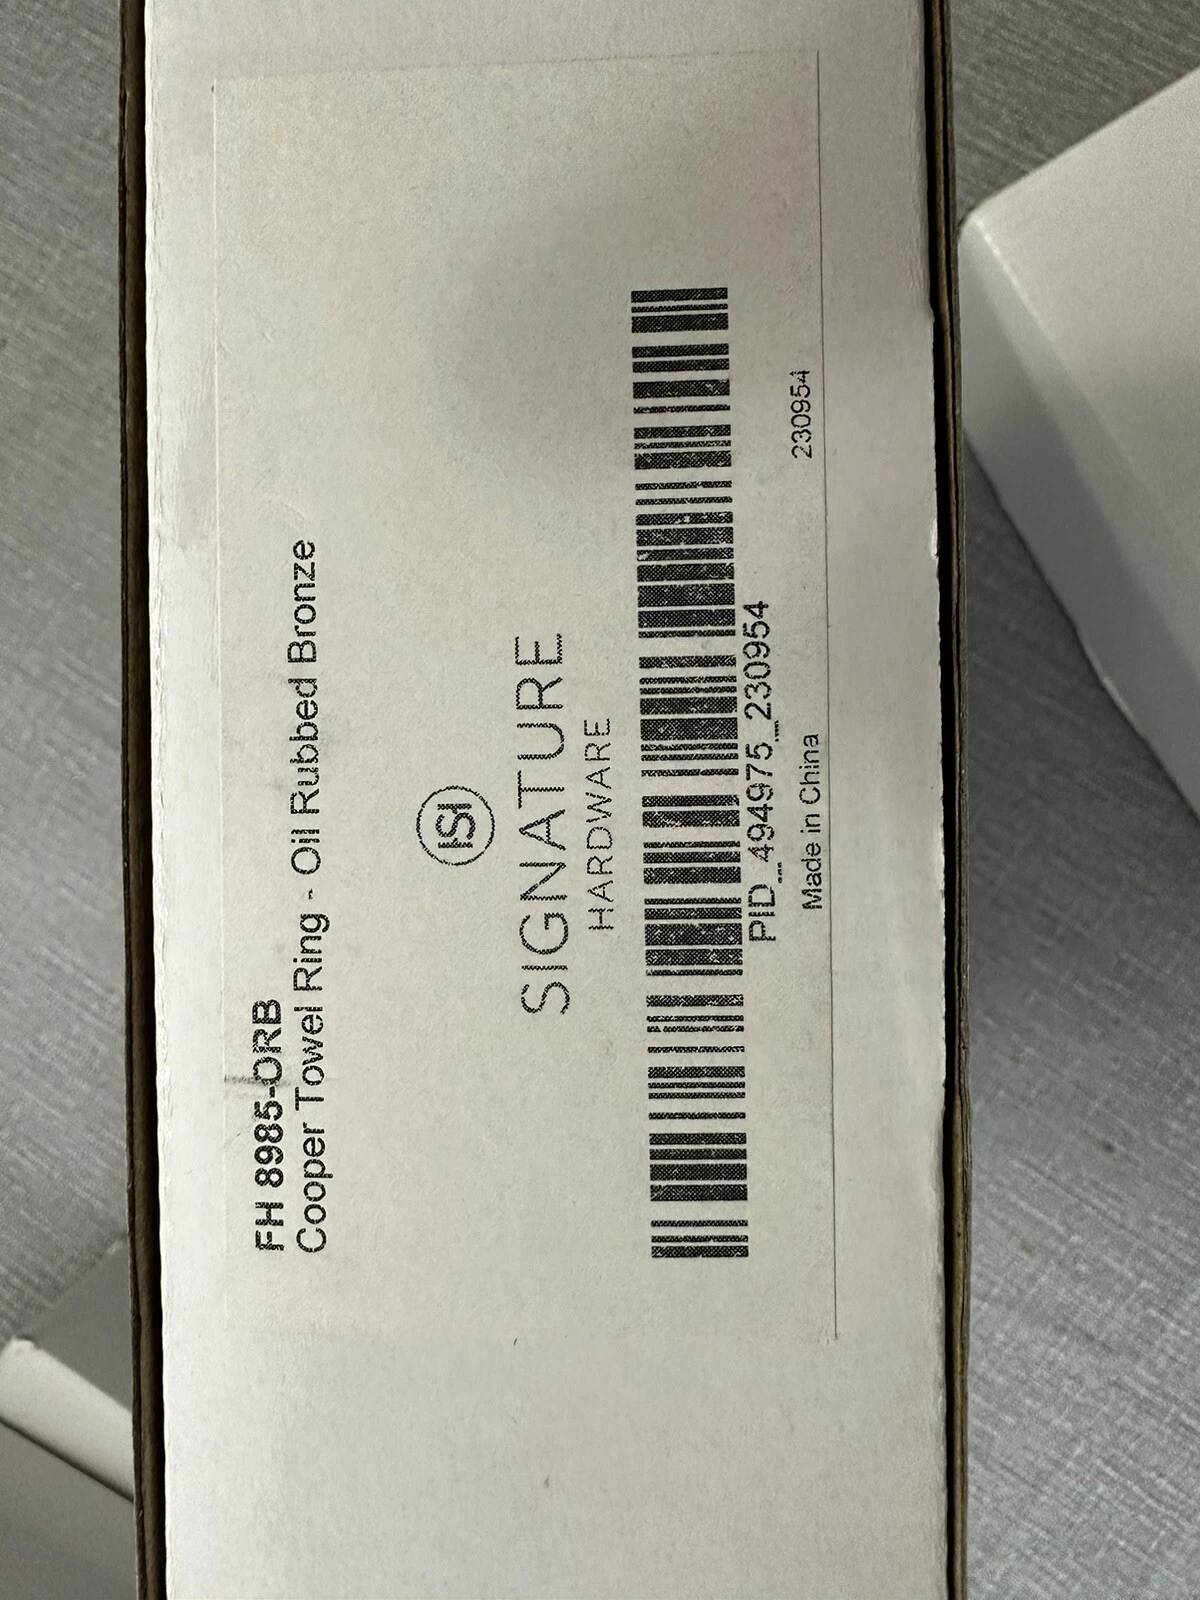 FH 8985-ORB
Cooper Towel Ring - Oil Rubbed Bronze
SIGNATURE
HARDWARE
PID_494975_230954
Made in China
230954